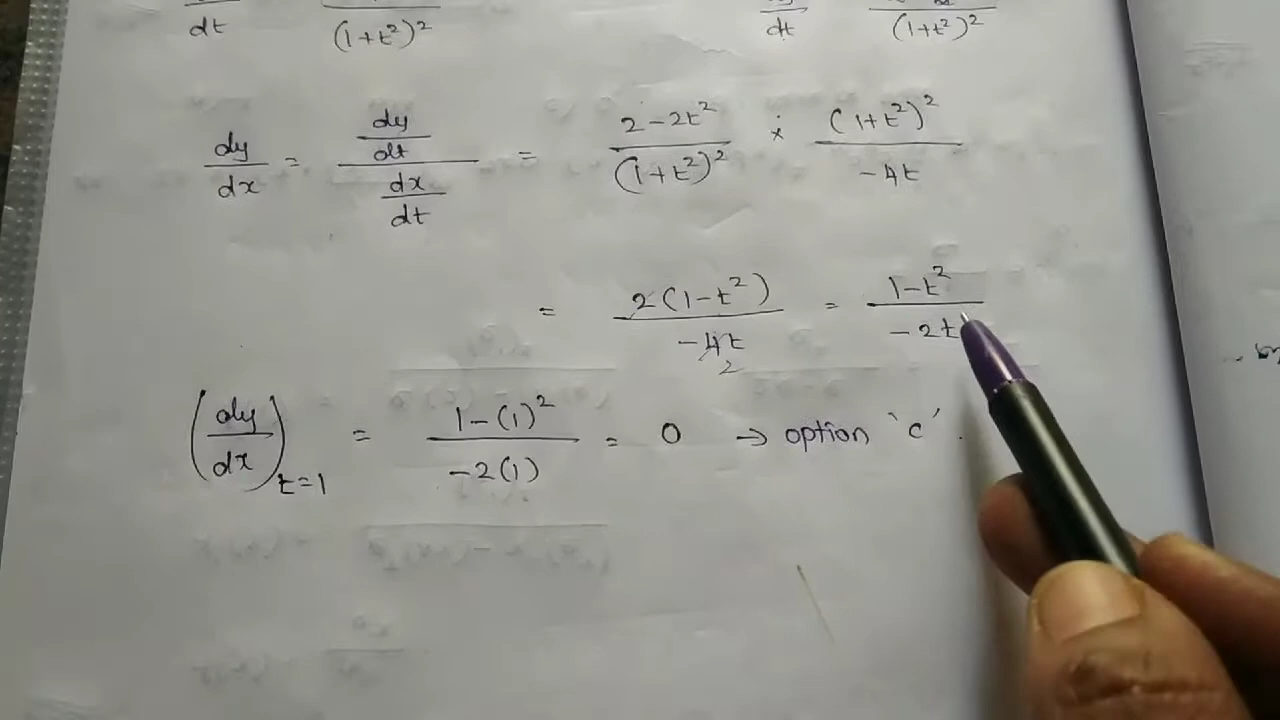 dt (1+t²)² dt (1+t²)²
dy/dx = (dy/dt)/(dx/dt) = (2-2t²)/(1+t²)² × (1+t²)²/(-4t)
= 2(1-t²)/(-4t) 2 = (1-t²)/(-2t)
(dy/dx)t=1 = (1-(1)²)/(-2(1)) = 0 → option 'c'.